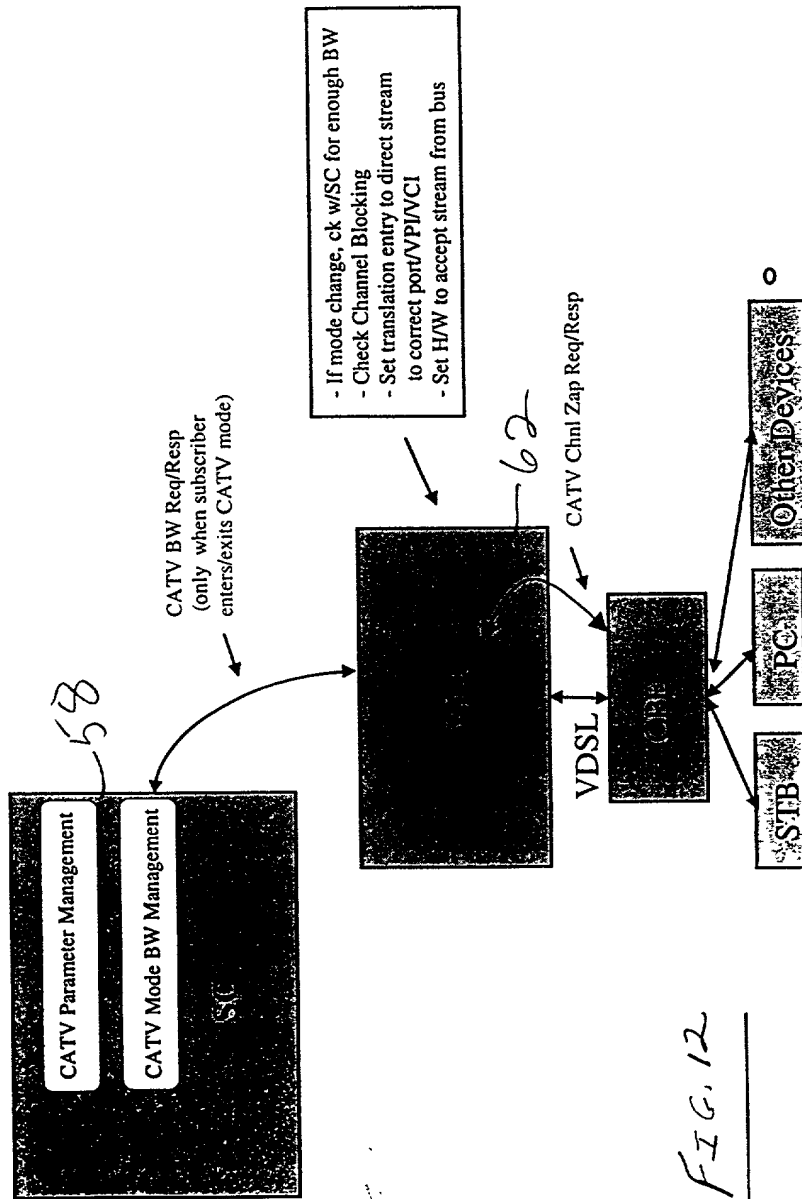 CATV Parameter Management
58
CATV Mode BW Management
SC
CATV BW Req/Resp
(only when subscriber
enters/exits CATV mode)
- If mode change, ck w/SC for enough BW
- Check Channel Blocking
- Set translation entry to direct stream
to correct port/VPI/VCI
- Set H/W to accept stream from bus
62
CATV Chnl Zap Req/Resp
VDSL
STB
PC
Other Devices
FIG. 12